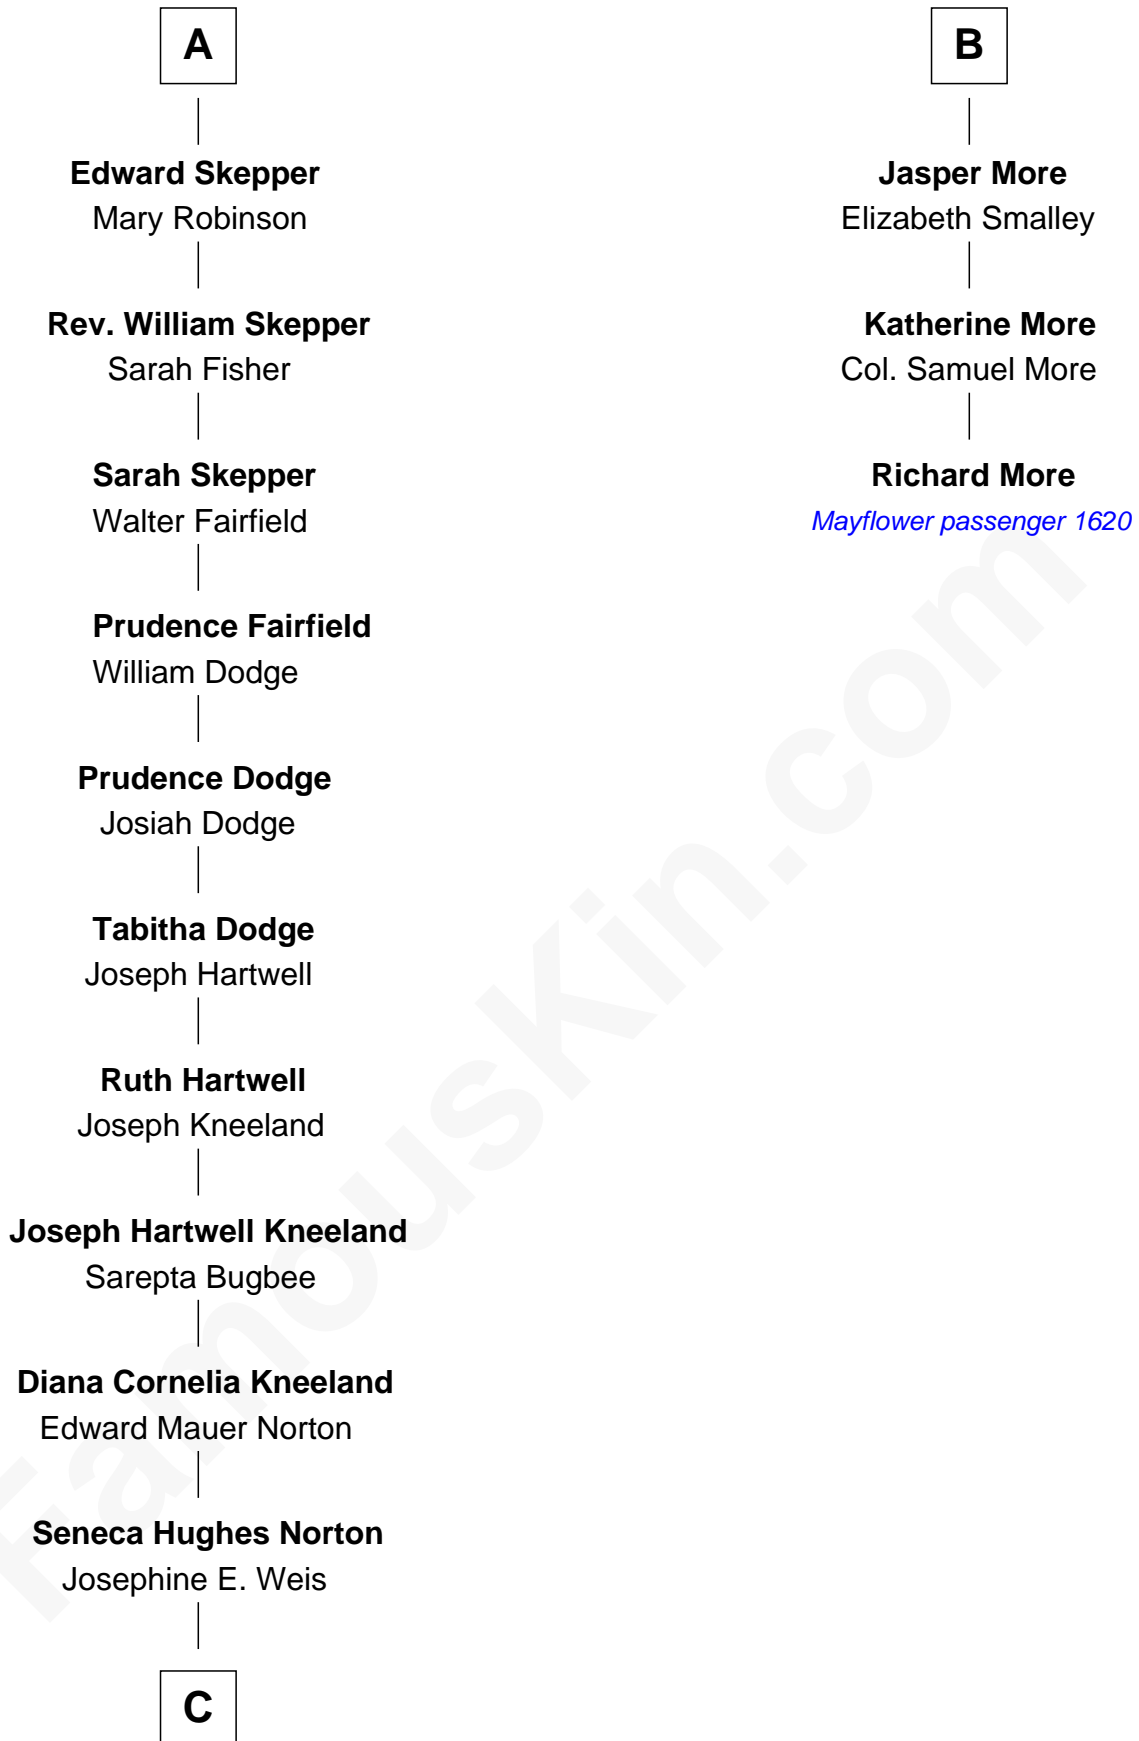 A
Edward Skepper
Mary Robinson
Rev. William Skepper
Sarah Fisher
Sarah Skepper
Walter Fairfield
Prudence Fairfield
William Dodge
Prudence Dodge
Josiah Dodge
Tabitha Dodge
Joseph Hartwell
Ruth Hartwell
Joseph Kneeland
Joseph Hartwell Kneeland
Sarepta Bugbee
Diana Cornelia Kneeland
Edward Mauer Norton
Seneca Hughes Norton
Josephine E. Weis
C
B
Jasper More
Elizabeth Smalley
Katherine More
Col. Samuel More
Richard More
Mayflower passenger 1620
FamousKin.com